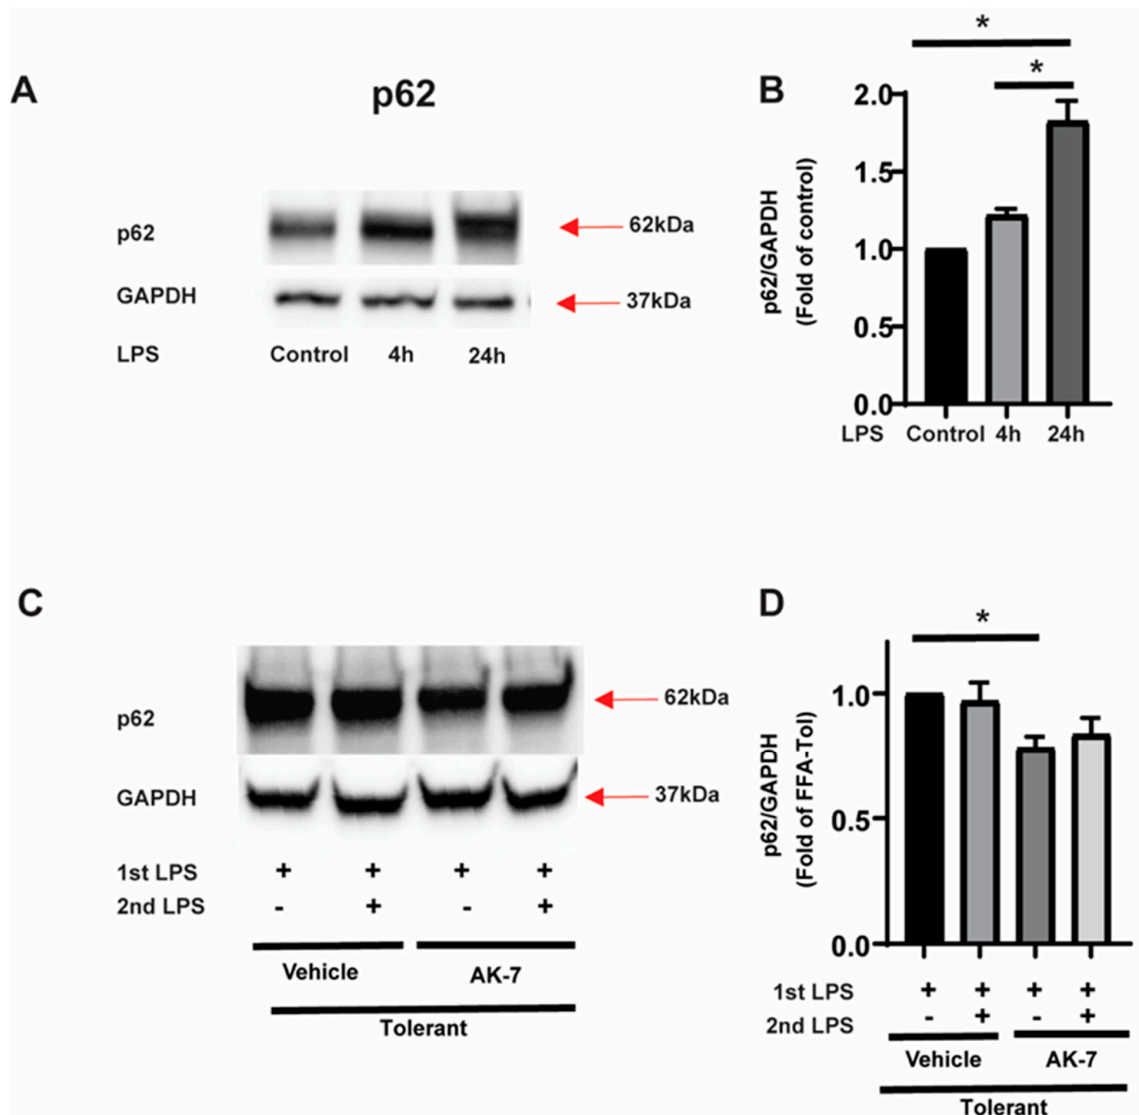 A
p62
p62
62kDa
GAPDH
37kDa
LPS Control 4h 24h
B
*
*
p62/GAPDH
(Fold of control)
2.0
1.5
1.0
0.5
0.0
LPS Control 4h 24h
C
p62
62kDa
GAPDH
37kDa
1st LPS + + + +
2nd LPS - + - +
Vehicle AK-7
Tolerant
D
*
p62/GAPDH
(Fold of FFA-Tol)
1.0
0.5
0.0
1st LPS + + + +
2nd LPS - + - +
Vehicle AK-7
Tolerant